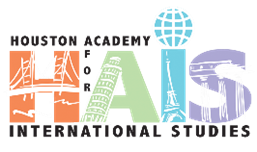 HOUSTON ACADEMY
FOR
HAIS
INTERNATIONAL STUDIES